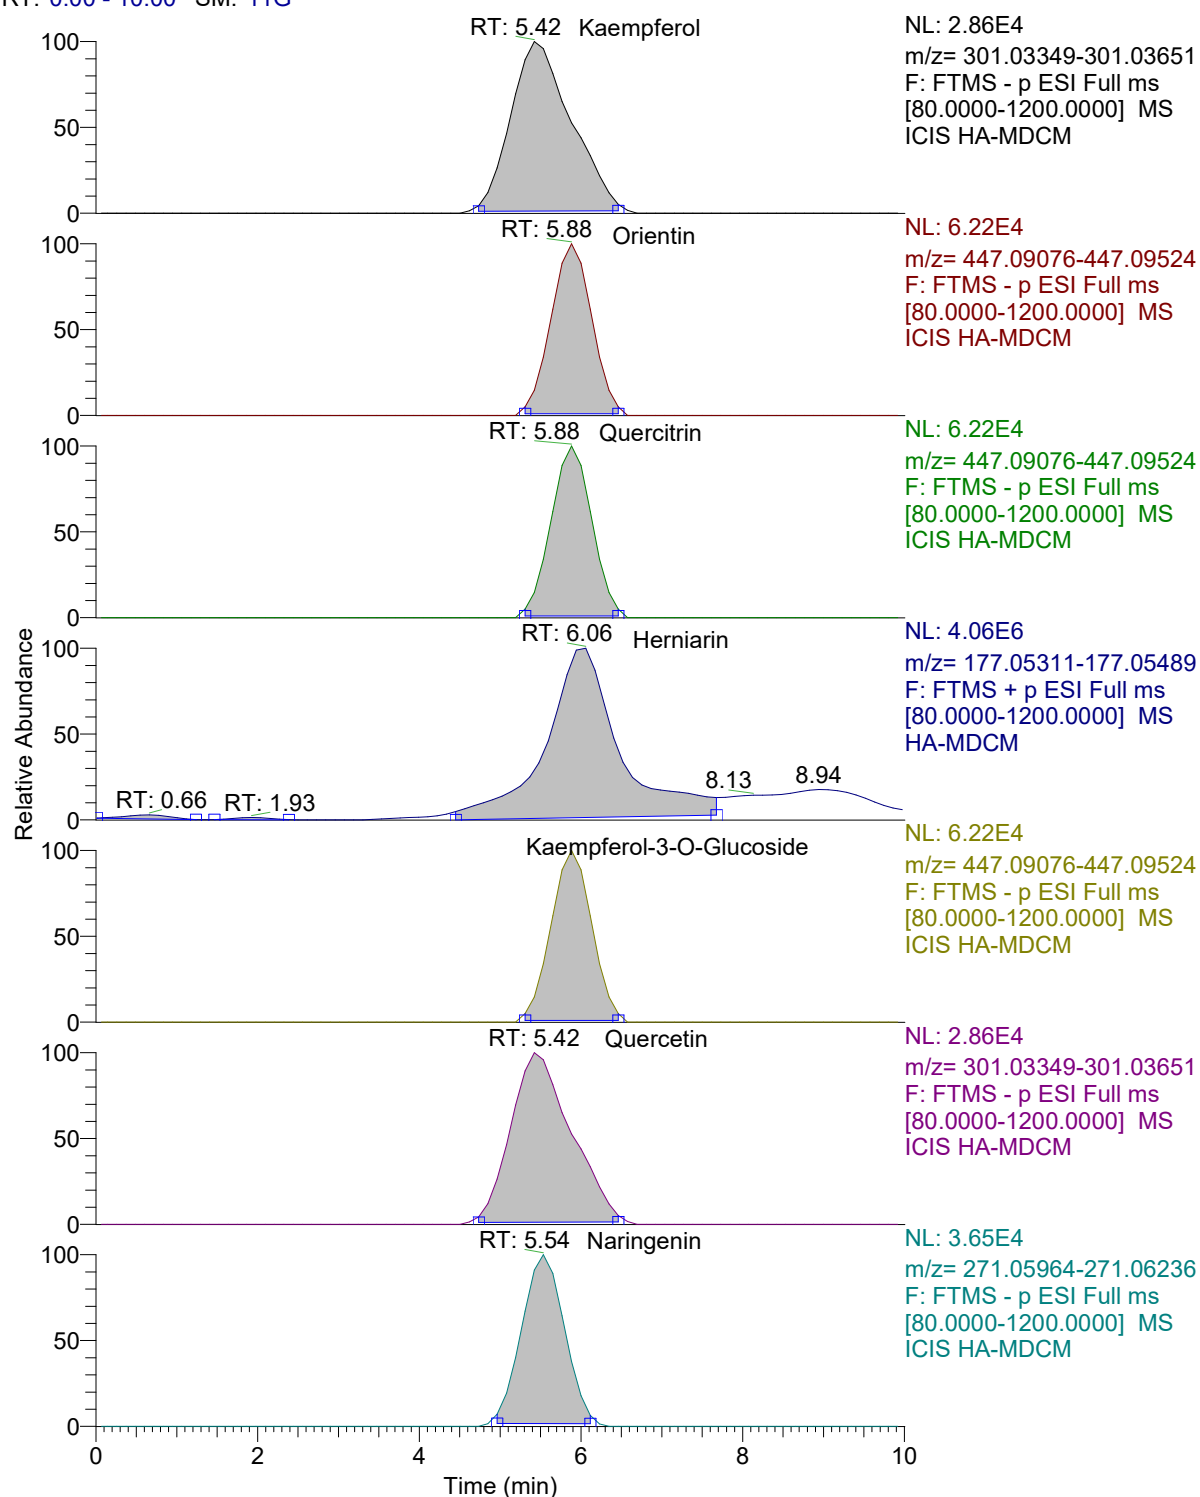 RT: 0.00 - 10.00 SM: 11G
RT: 5.42 Kaempferol
NL: 2.86E4
m/z= 301.03349-301.03651
F: FTMS - p ESI Full ms
[80.0000-1200.0000] MS
ICIS HA-MDCM
100
50
0
RT: 5.88 Orientin
NL: 6.22E4
m/z= 447.09076-447.09524
F: FTMS - p ESI Full ms
[80.0000-1200.0000] MS
ICIS HA-MDCM
100
50
0
RT: 5.88 Quercitrin
NL: 6.22E4
m/z= 447.09076-447.09524
F: FTMS - p ESI Full ms
[80.0000-1200.0000] MS
ICIS HA-MDCM
100
50
0
Relative Abundance
RT: 6.06 Herniarin
NL: 4.06E6
m/z= 177.05311-177.05489
F: FTMS + p ESI Full ms
[80.0000-1200.0000] MS
HA-MDCM
100
50
0
RT: 0.66
RT: 1.93
8.13
8.94
Kaempferol-3-O-Glucoside
NL: 6.22E4
m/z= 447.09076-447.09524
F: FTMS - p ESI Full ms
[80.0000-1200.0000] MS
ICIS HA-MDCM
100
50
0
RT: 5.42 Quercetin
NL: 2.86E4
m/z= 301.03349-301.03651
F: FTMS - p ESI Full ms
[80.0000-1200.0000] MS
ICIS HA-MDCM
100
50
0
RT: 5.54 Naringenin
NL: 3.65E4
m/z= 271.05964-271.06236
F: FTMS - p ESI Full ms
[80.0000-1200.0000] MS
ICIS HA-MDCM
100
50
0
0 2 4 6 8 10
Time (min)